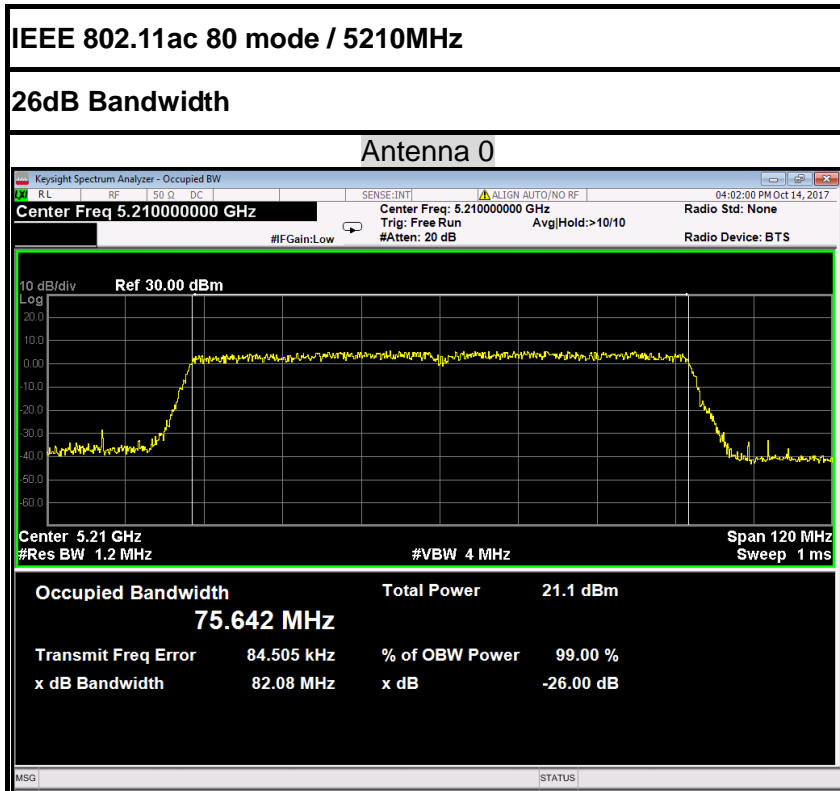 IEEE 802.11ac 80 mode / 5210MHz
26dB Bandwidth
Antenna 0
Keysight Spectrum Analyzer - Occupied BW
LXI RL RF 50 Ω DC SENSE:INT ALIGN AUTO/NO RF 04:02:00 PM Oct 14, 2017
Center Freq 5.210000000 GHz Center Freq: 5.210000000 GHz Radio Std: None
Trig: Free Run Avg|Hold:>10/10
#IFGain:Low #Atten: 20 dB Radio Device: BTS
10 dB/div Ref 30.00 dBm
Log
20.0
10.0
0.00
-10.0
-20.0
-30.0
-40.0
-50.0
-60.0
Center 5.21 GHz Span 120 MHz
#Res BW 1.2 MHz #VBW 4 MHz Sweep 1 ms
Occupied Bandwidth Total Power 21.1 dBm
75.642 MHz
Transmit Freq Error 84.505 kHz % of OBW Power 99.00 %
x dB Bandwidth 82.08 MHz x dB -26.00 dB
MSG STATUS